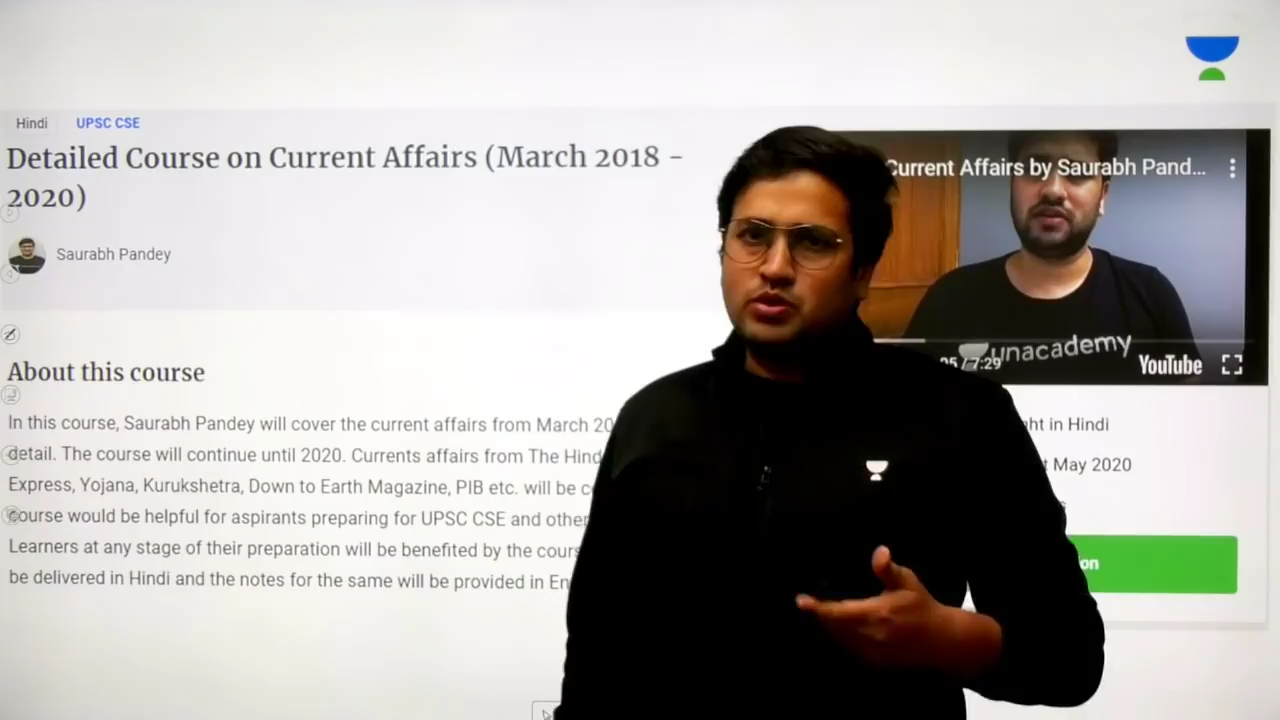 Hindi UPSC CSE
Detailed Course on Current Affairs (March 2018 -
2020)
Saurabh Pandey
Current Affairs by Saurabh Pand...
unacademy
/ 7:29 YouTube
About this course
In this course, Saurabh Pandey will cover the current affairs from March 20
detail. The course will continue until 2020. Currents affairs from The Hind
Express, Yojana, Kurukshetra, Down to Earth Magazine, PIB etc. will be c
course would be helpful for aspirants preparing for UPSC CSE and other
Learners at any stage of their preparation will be benefited by the cours
be delivered in Hindi and the notes for the same will be provided in En
in Hindi
May 2020